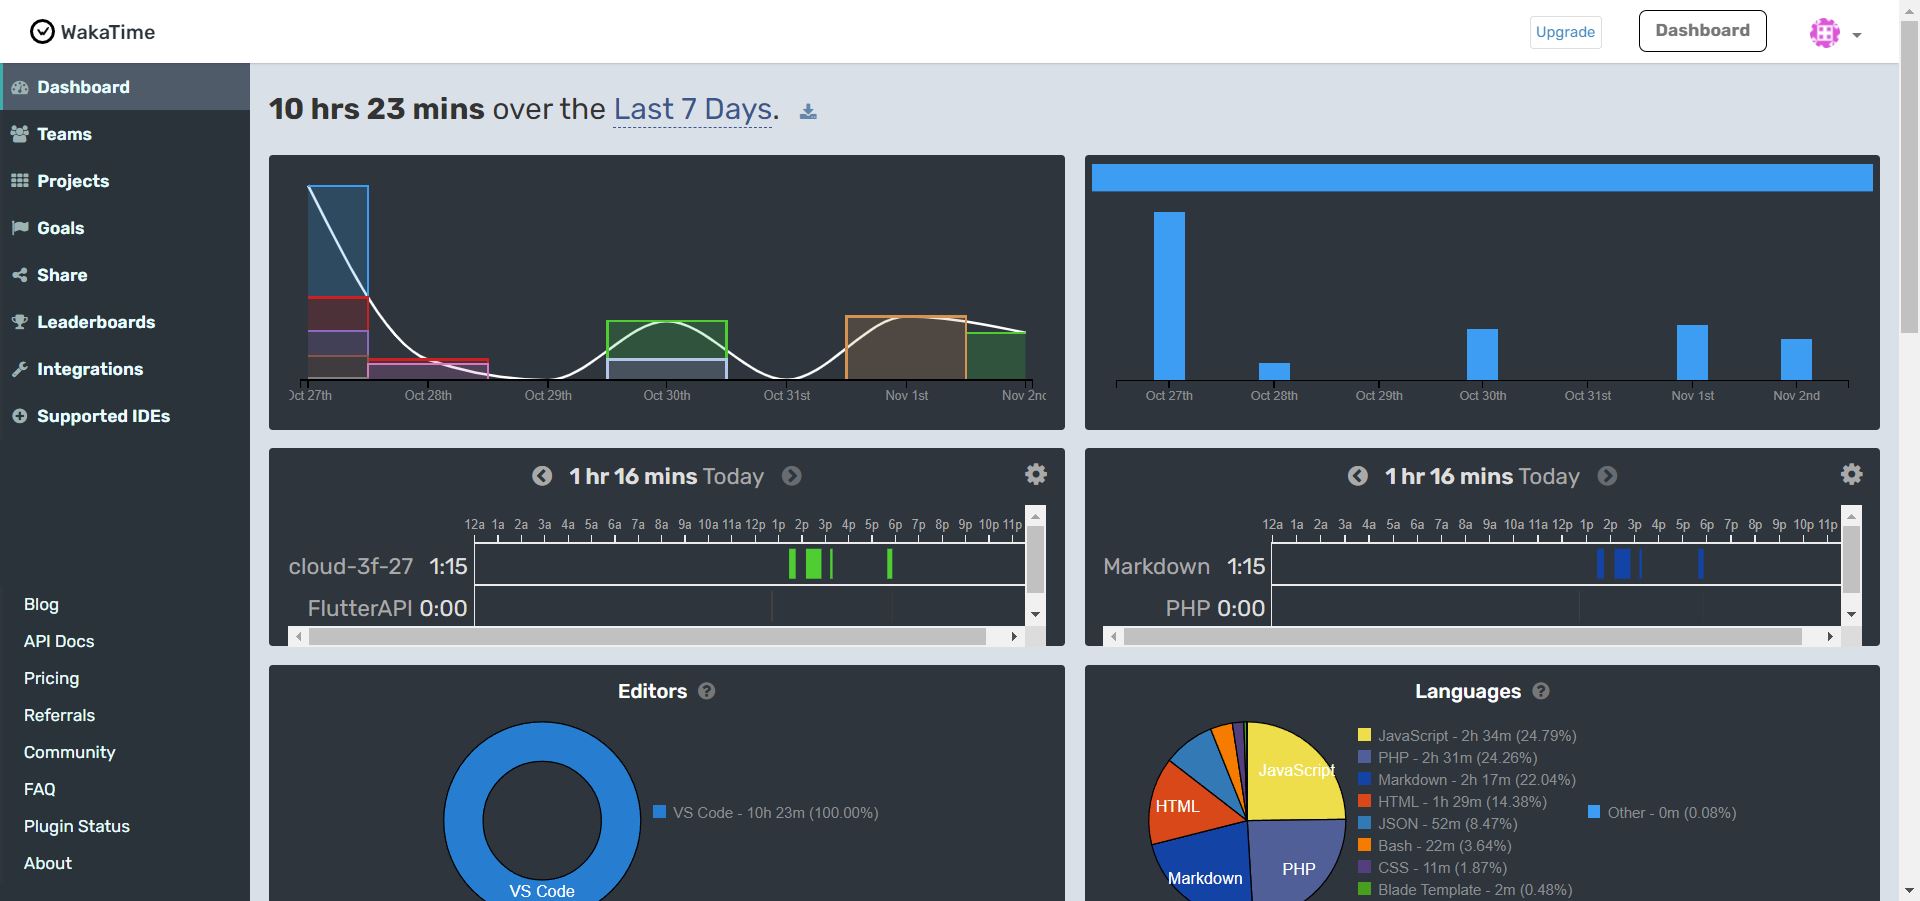 WakaTime
Upgrade
Dashboard
Dashboard
Teams
Projects
Goals
Share
Leaderboards
Integrations
Supported IDEs
Blog
API Docs
Pricing
Referrals
Community
FAQ
Plugin Status
About
10 hrs 23 mins over the Last 7 Days.
Oct 27th Oct 28th Oct 29th Oct 30th Oct 31st Nov 1st Nov 2nd
Oct 27th Oct 28th Oct 29th Oct 30th Oct 31st Nov 1st Nov 2nd
1 hr 16 mins Today
12a 1a 2a 3a 4a 5a 6a 7a 8a 9a 10a 11a 12p 1p 2p 3p 4p 5p 6p 7p 8p 9p 10p 11p
cloud-3f-27 1:15
FlutterAPI 0:00
1 hr 16 mins Today
12a 1a 2a 3a 4a 5a 6a 7a 8a 9a 10a 11a 12p 1p 2p 3p 4p 5p 6p 7p 8p 9p 10p 11p
Markdown 1:15
PHP 0:00
Editors ?
VS Code
VS Code - 10h 23m (100.00%)
Languages ?
JavaScript
HTML
PHP
Markdown
JavaScript - 2h 34m (24.79%)
PHP - 2h 31m (24.26%)
Markdown - 2h 17m (22.04%)
HTML - 1h 29m (14.38%)
JSON - 52m (8.47%)
Bash - 22m (3.64%)
CSS - 11m (1.87%)
Blade Template - 2m (0.48%)
Other - 0m (0.08%)